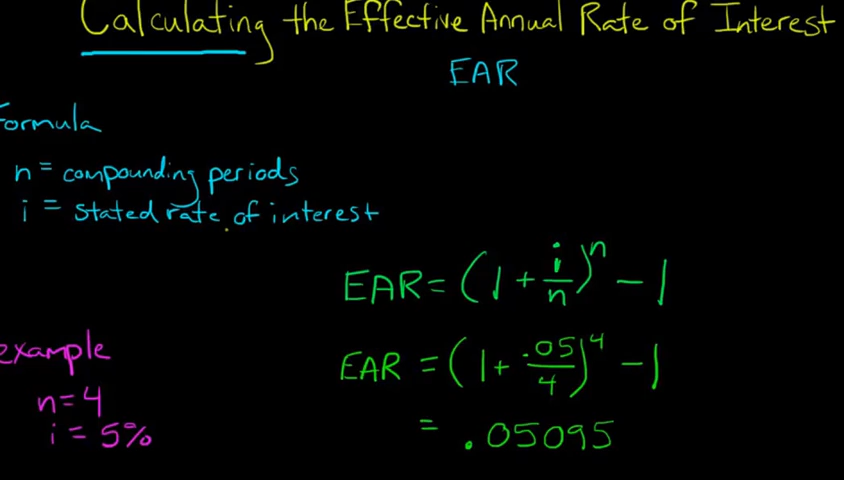 Calculating the Effective Annual Rate of Interest
EAR
Formula
n = compounding periods
i = stated rate of interest
EAR = (1 + i/n)^n - 1
example
n = 4
i = 5%
EAR = (1 + .05/4)^4 - 1
= .05095